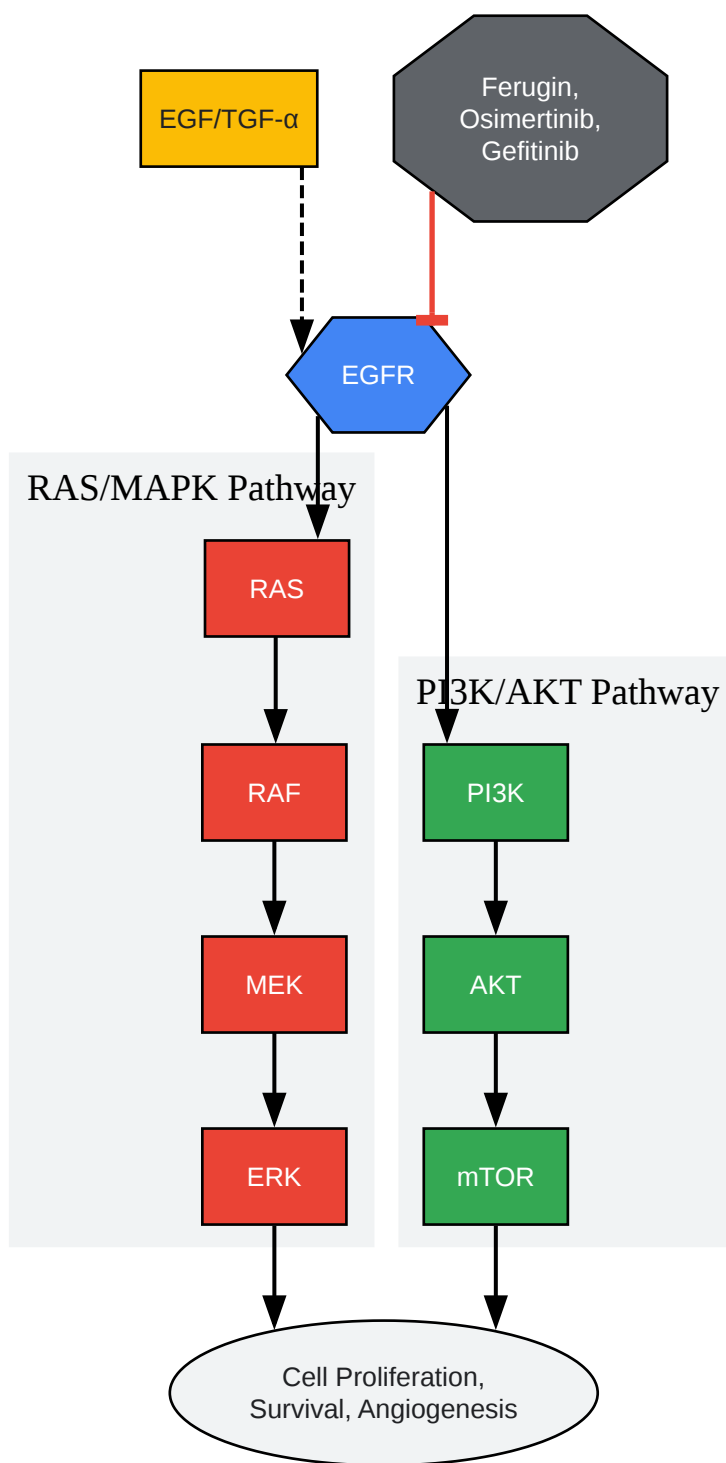 EGF/TGF-α
Ferugin,
Osimertinib,
Gefitinib
EGFR
RAS/MAPK Pathway
RAS
PI3K/AKT Pathway
RAF
PI3K
MEK
AKT
ERK
mTOR
Cell Proliferation,
Survival, Angiogenesis